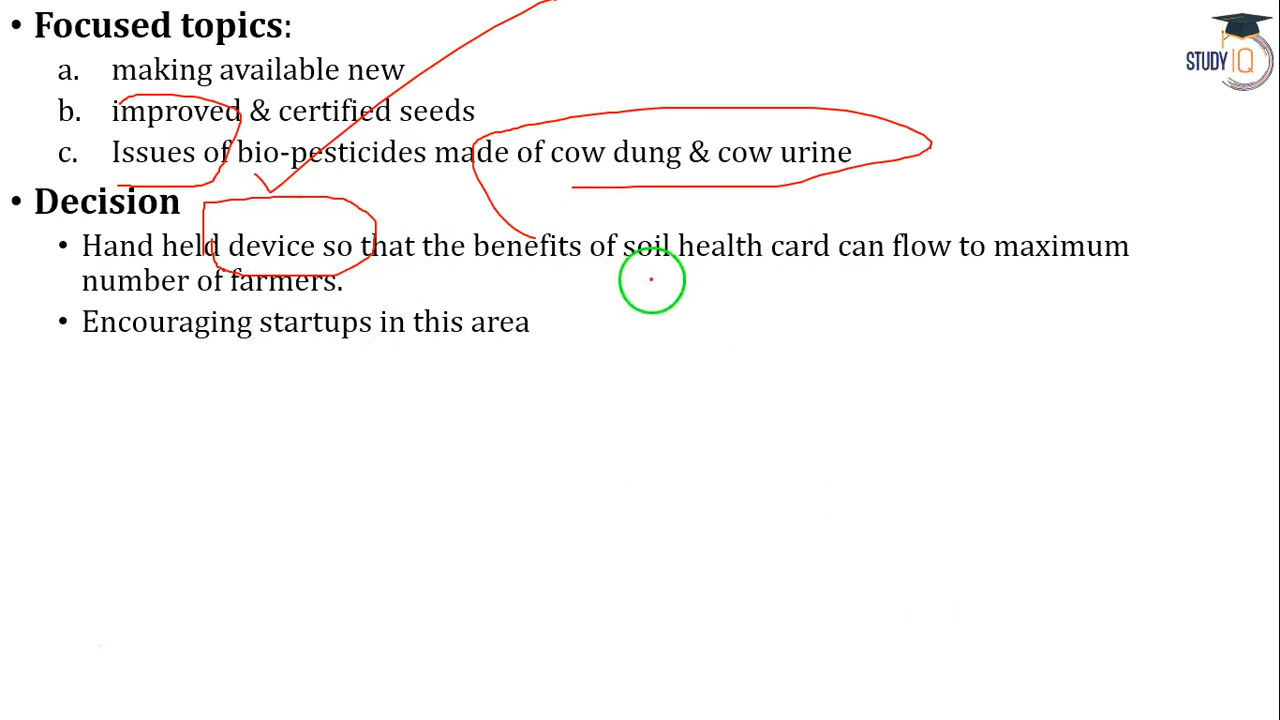 • Focused topics:
a. making available new
b. improved & certified seeds
c. Issues of bio-pesticides made of cow dung & cow urine
• Decision
• Hand held device so that the benefits of soil health card can flow to maximum
number of farmers.
• Encouraging startups in this area
STUDY IQ